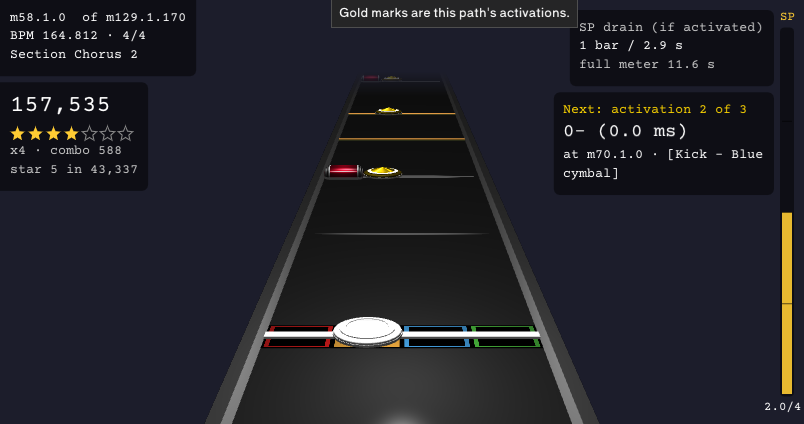 Gold marks are this path's activations.
m58.1.0 of m129.1.170
BPM 164.812 · 4/4
Section Chorus 2
157,535
x4 · combo 588
star 5 in 43,337
SP drain (if activated)
1 bar / 2.9 s
full meter 11.6 s
Next: activation 2 of 3
0- (0.0 ms)
at m70.1.0 · [Kick - Blue
cymbal]
SP
2.0/4